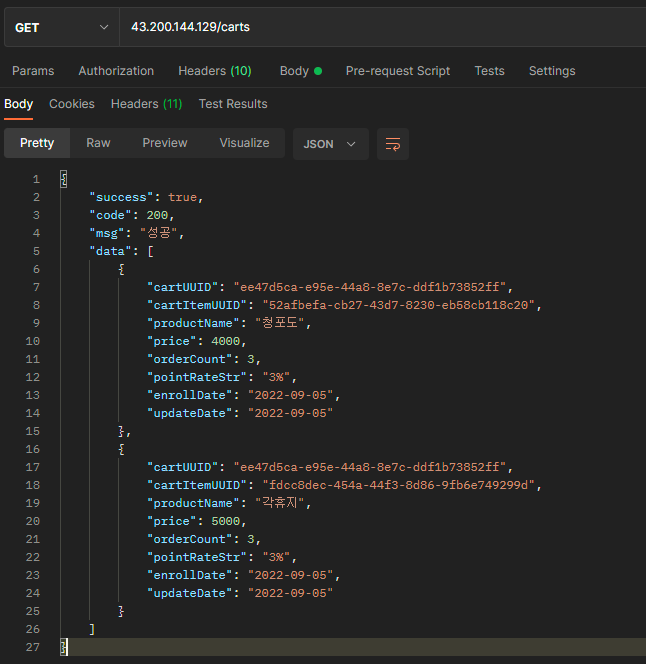 GET 43.200.144.129/carts
Params Authorization Headers (10) Body Pre-request Script Tests Settings
Body Cookies Headers (11) Test Results
Pretty Raw Preview Visualize JSON
1 {
2 "success": true,
3 "code": 200,
4 "msg": "성공",
5 "data": [
6 {
7 "cartUUID": "ee47d5ca-e95e-44a8-8e7c-ddf1b73852ff",
8 "cartItemUUID": "52afbefa-cb27-43d7-8230-eb58cb118c20",
9 "productName": "청포도",
10 "price": 4000,
11 "orderCount": 3,
12 "pointRateStr": "3%",
13 "enrollDate": "2022-09-05",
14 "updateDate": "2022-09-05"
15 },
16 {
17 "cartUUID": "ee47d5ca-e95e-44a8-8e7c-ddf1b73852ff",
18 "cartItemUUID": "fdcc8dec-454a-44f3-8d86-9fb6e749299d",
19 "productName": "각휴지",
20 "price": 5000,
21 "orderCount": 3,
22 "pointRateStr": "3%",
23 "enrollDate": "2022-09-05",
24 "updateDate": "2022-09-05"
25 }
26 ]
27 }